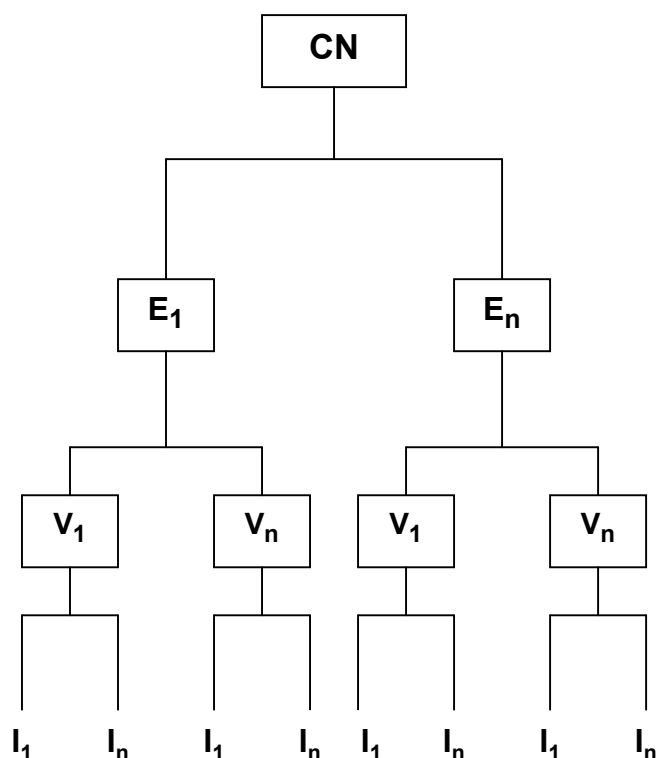 CN
E₁ Eₙ
V₁ Vₙ V₁ Vₙ
I₁ Iₙ I₁ Iₙ I₁ Iₙ I₁ Iₙ